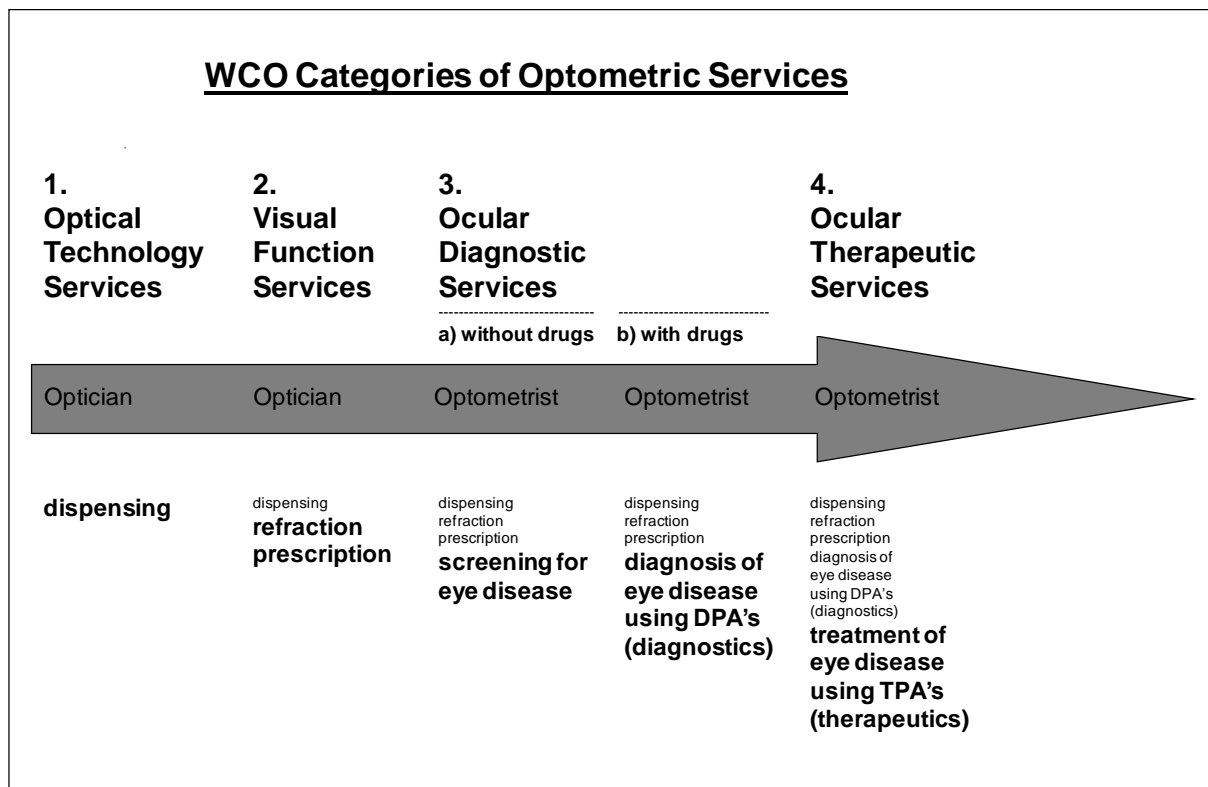 WCO Categories of Optometric Services
1.
Optical
Technology
Services
2.
Visual
Function
Services
3.
Ocular
Diagnostic
Services
-------------------------------
a) without drugs
------------------------------
b) with drugs
4.
Ocular
Therapeutic
Services
Optician
Optician
Optometrist
Optometrist
Optometrist
dispensing
dispensing
refraction
prescription
dispensing
refraction
prescription
screening for
eye disease
dispensing
refraction
prescription
diagnosis of
eye disease
using DPA's
(diagnostics)
dispensing
refraction
prescription
diagnosis of
eye disease
using DPA's
(diagnostics)
treatment of
eye disease
using TPA's
(therapeutics)